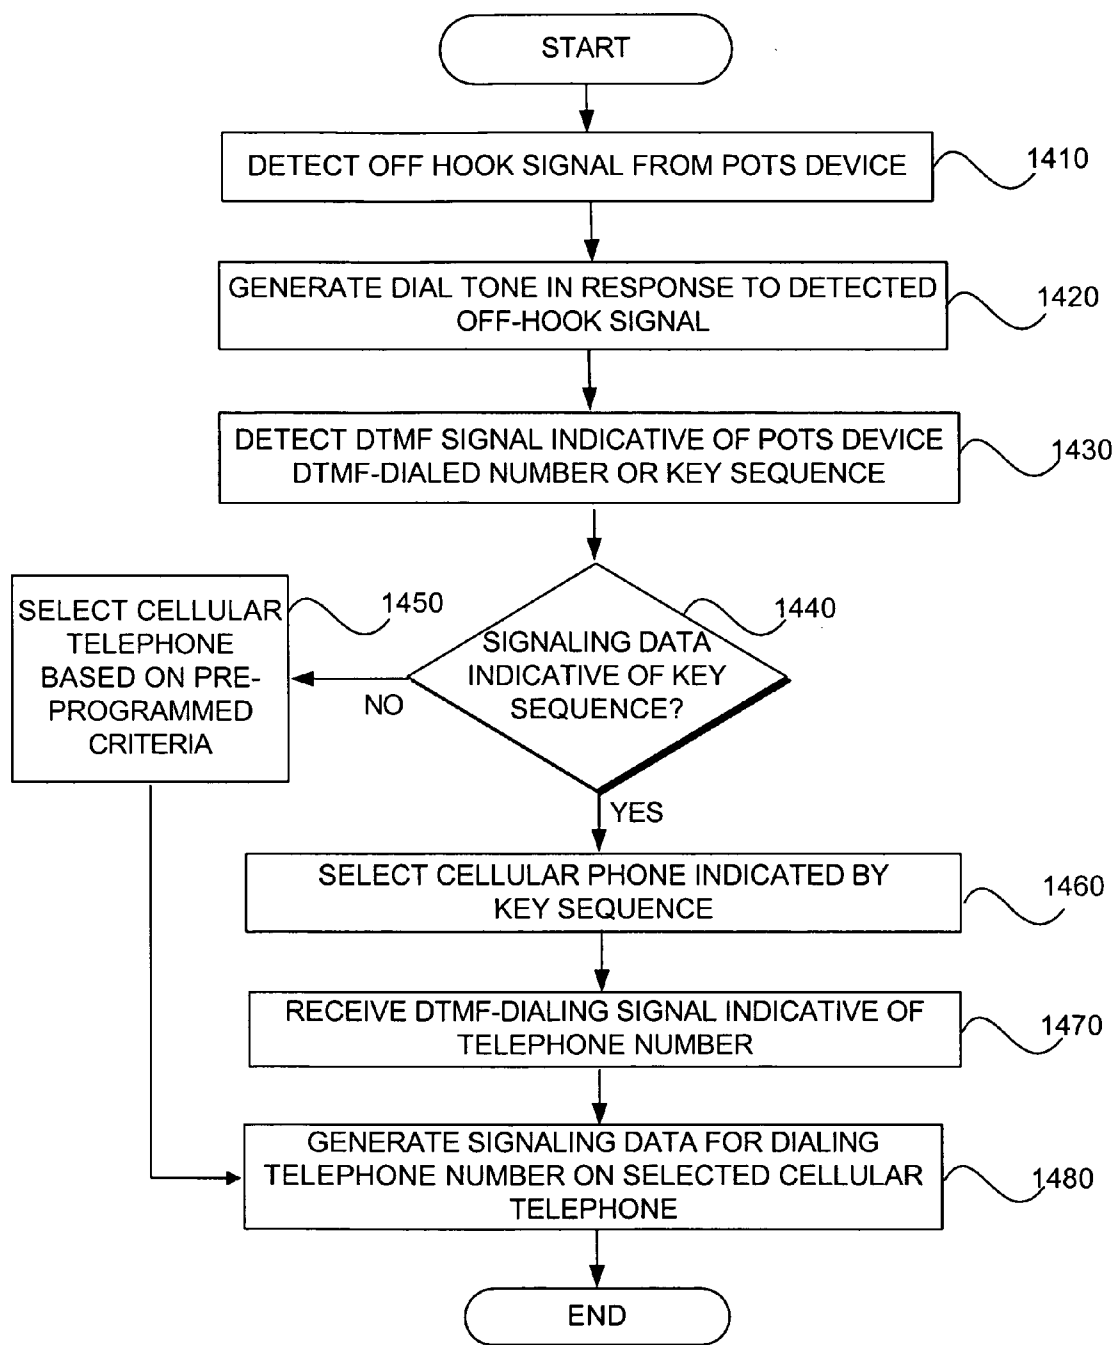 START
DETECT OFF HOOK SIGNAL FROM POTS DEVICE
1410
GENERATE DIAL TONE IN RESPONSE TO DETECTED
OFF-HOOK SIGNAL
1420
DETECT DTMF SIGNAL INDICATIVE OF POTS DEVICE
DTMF-DIALED NUMBER OR KEY SEQUENCE
1430
SIGNALING DATA
INDICATIVE OF KEY
SEQUENCE?
1440
NO
SELECT CELLULAR
TELEPHONE
BASED ON PRE-
PROGRAMMED
CRITERIA
1450
YES
SELECT CELLULAR PHONE INDICATED BY
KEY SEQUENCE
1460
RECEIVE DTMF-DIALING SIGNAL INDICATIVE OF
TELEPHONE NUMBER
1470
GENERATE SIGNALING DATA FOR DIALING
TELEPHONE NUMBER ON SELECTED CELLULAR
TELEPHONE
1480
END